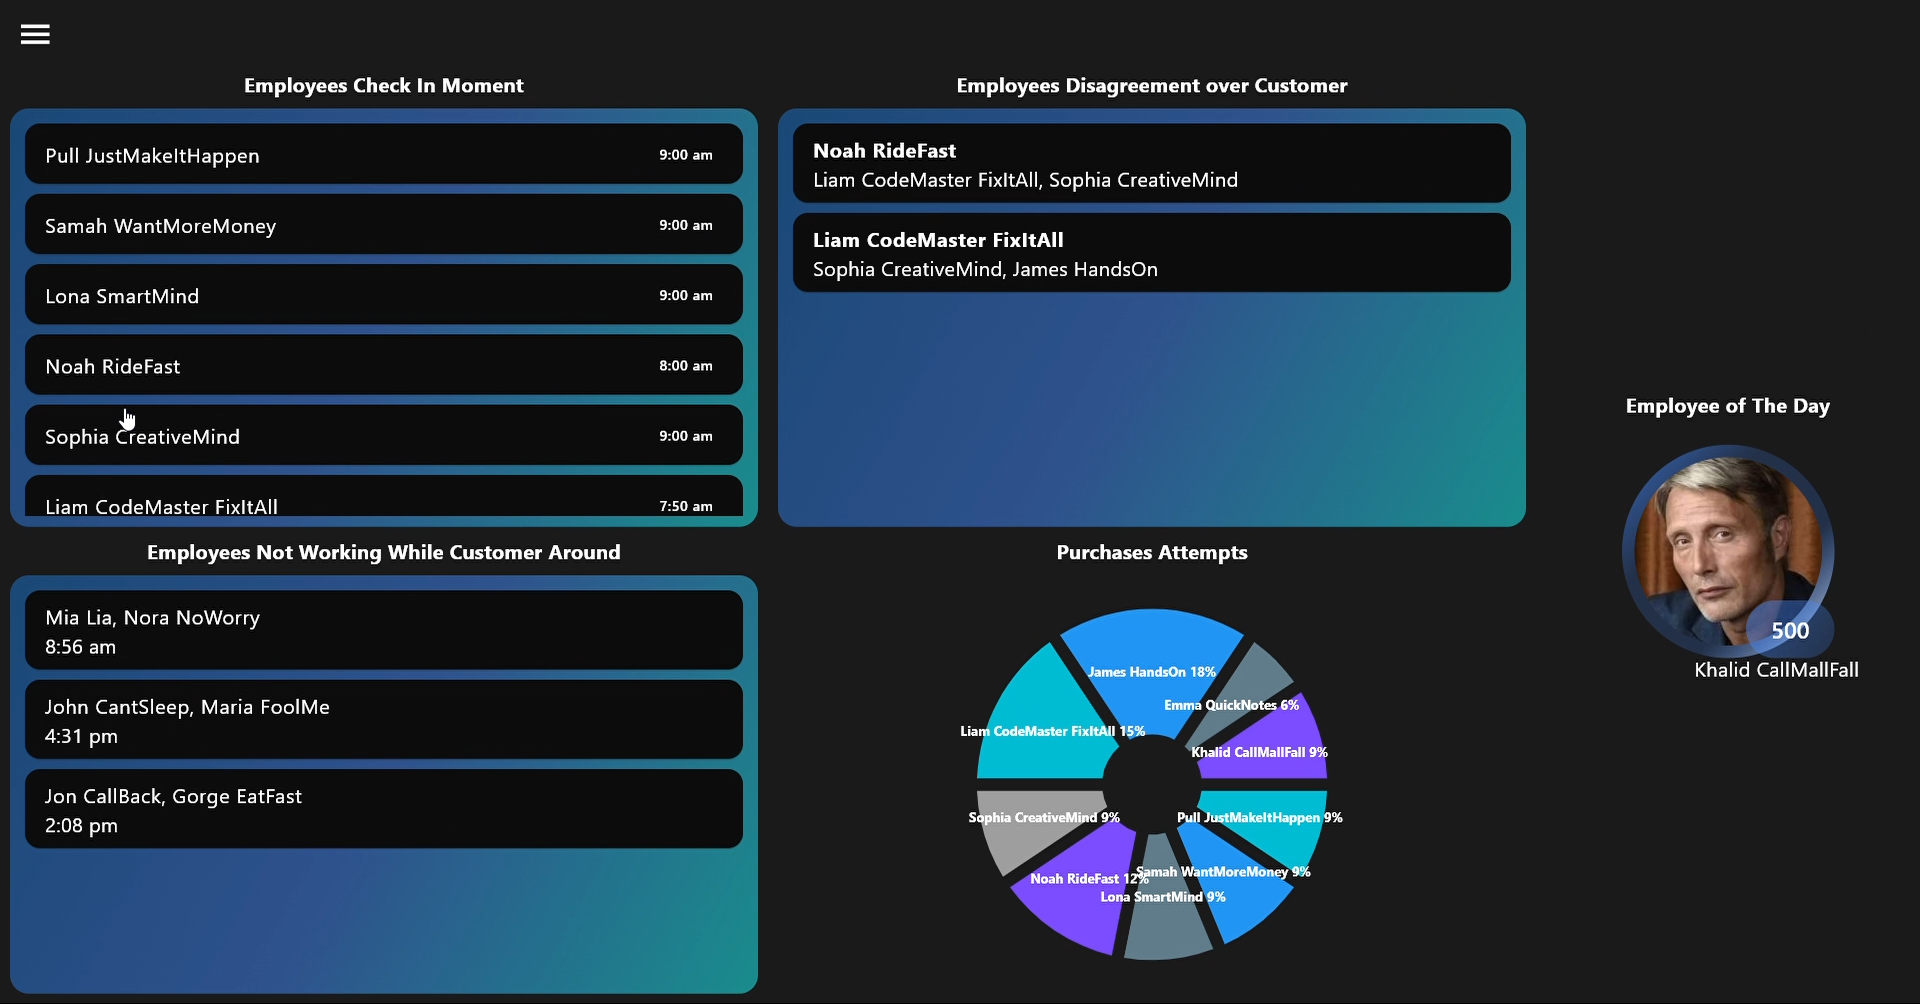 Employees Check In Moment
Pull JustMakeItHappen 9:00 am
Samah WantMoreMoney 9:00 am
Lona SmartMind 9:00 am
Noah RideFast 8:00 am
Sophia CreativeMind 9:00 am
Liam CodeMaster FixItAll 7:50 am
Employees Disagreement over Customer
Noah RideFast
Liam CodeMaster FixItAll, Sophia CreativeMind
Liam CodeMaster FixItAll
Sophia CreativeMind, James HandsOn
Employees Not Working While Customer Around
Mia Lia, Nora NoWorry
8:56 am
John CantSleep, Maria FoolMe
4:31 pm
Jon CallBack, Gorge EatFast
2:08 pm
Purchases Attempts
James HandsOn 18%
Emma QuickNotes 6%
Liam CodeMaster FixItAll 15%
Khalid CallMallFall 9%
Sophia CreativeMind 9%
Pull JustMakeItHappen 9%
Samah WantMoreMoney 9%
Noah RideFast 12%
Lona SmartMind 9%
Employee of The Day
500
Khalid CallMallFall